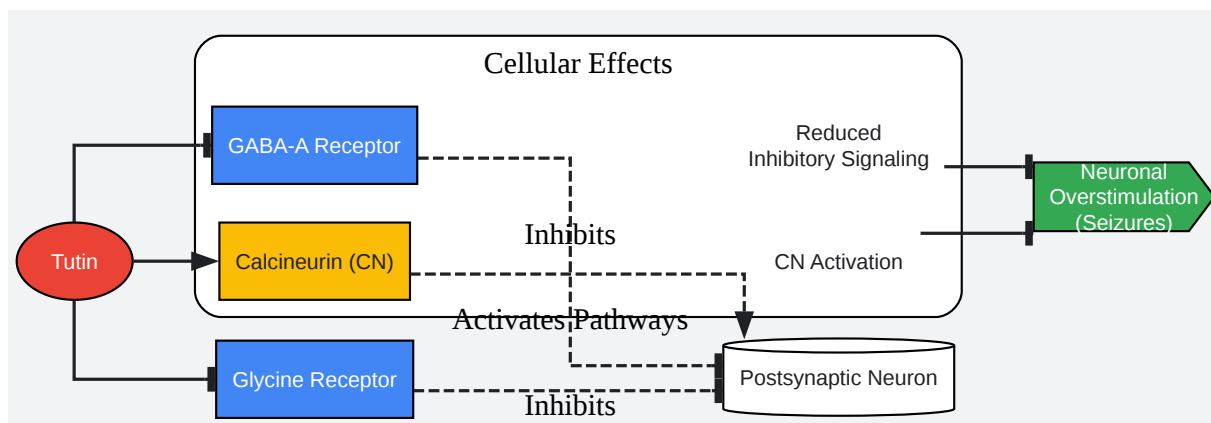 Cellular Effects
GABA-A Receptor
Reduced
Inhibitory Signaling
Neuronal
Overstimulation
(Seizures)
Inhibits
Tutin
Calcineurin (CN)
CN Activation
Activates Pathways
Glycine Receptor
Postsynaptic Neuron
Inhibits